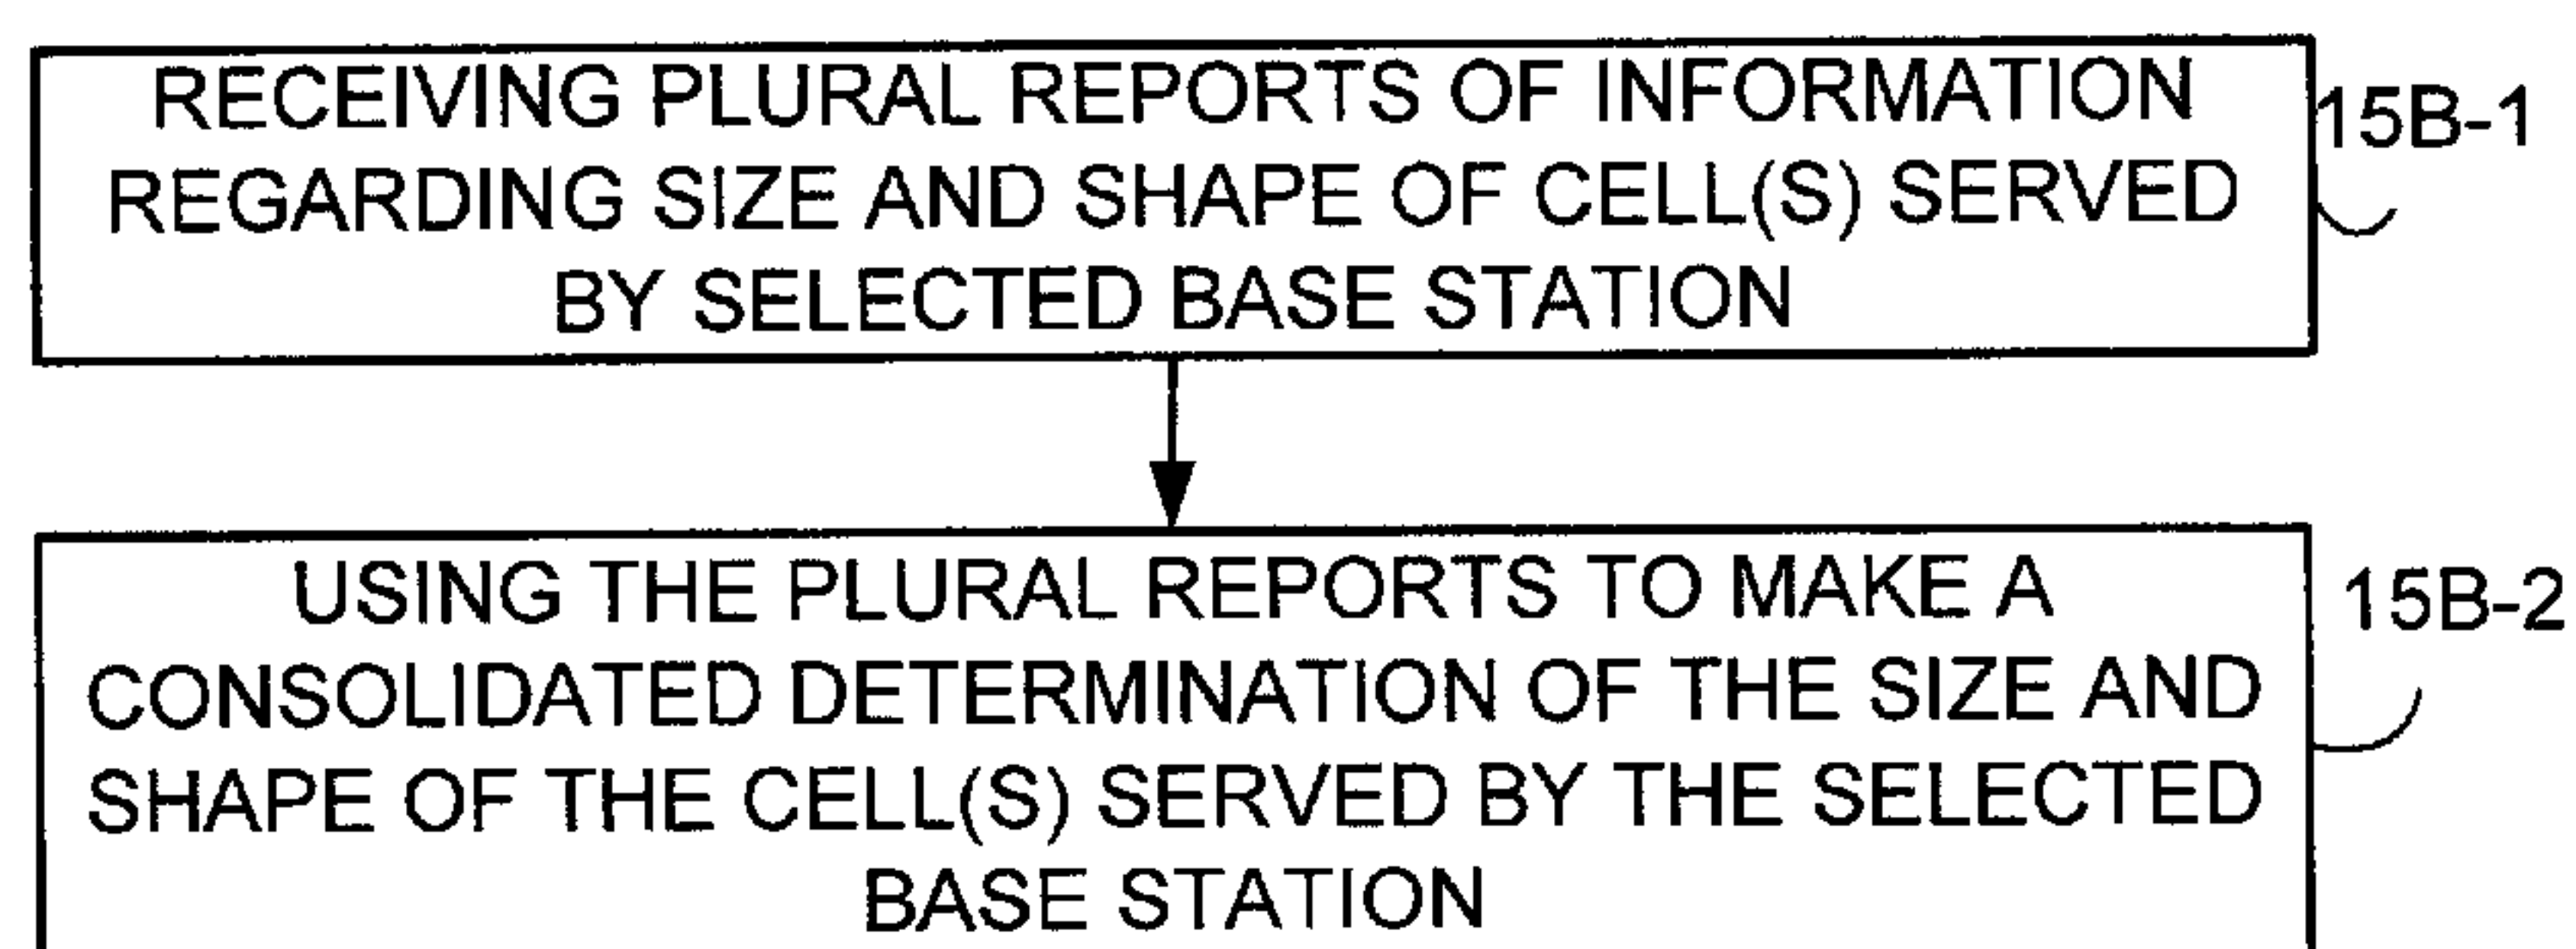 RECEIVING PLURAL REPORTS OF INFORMATION
REGARDING SIZE AND SHAPE OF CELL(S) SERVED
BY SELECTED BASE STATION
15B-1
USING THE PLURAL REPORTS TO MAKE A
CONSOLIDATED DETERMINATION OF THE SIZE AND
SHAPE OF THE CELL(S) SERVED BY THE SELECTED
BASE STATION
15B-2